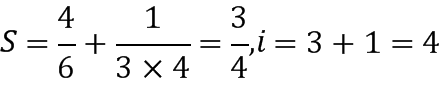 S = 4/6 + 1/(3 × 4) = 3/4, i = 3 + 1 = 4